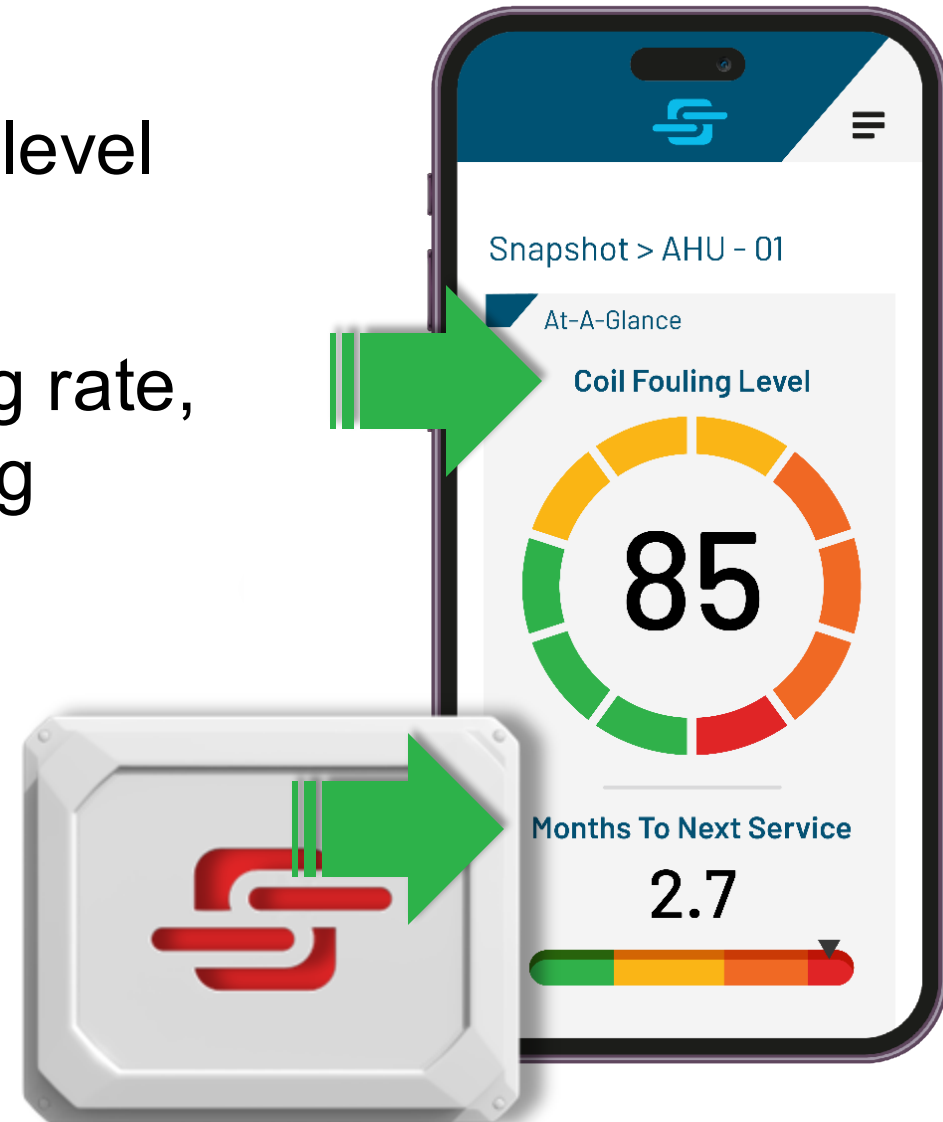 level
g rate,
g
Snapshot > AHU - 01
At-A-Glance
Coil Fouling Level
85
Months To Next Service
2.7